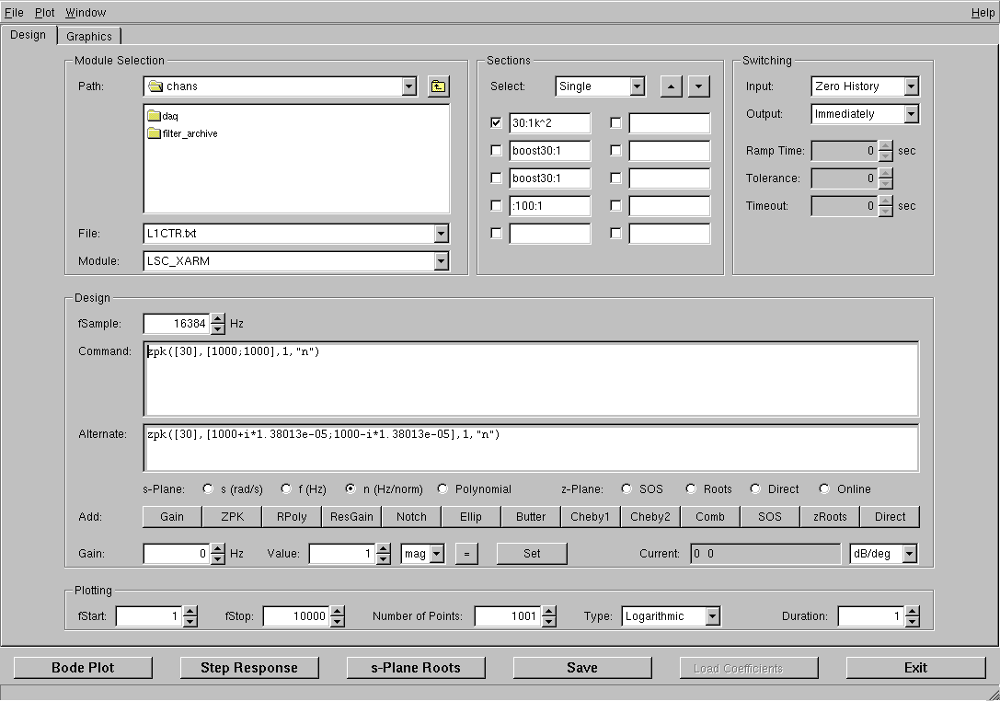 File Plot Window Help
Design Graphics
Module Selection
Path: chans
daq
filter_archive
File: L1CTR.txt
Module: LSC_XARM
Sections
Select: Single
30:1k^2
boost30:1
boost30:1
:100:1
Switching
Input: Zero History
Output: Immediately
Ramp Time: 0 sec
Tolerance: 0
Timeout: 0 sec
Design
fSample: 16384 Hz
Command: zpk([30],[1000;1000],1,"n")
Alternate: zpk([30],[1000+i*1.38013e-05;1000-i*1.38013e-05],1,"n")
s-Plane: s (rad/s) f (Hz) n (Hz/norm) Polynomial z-Plane: SOS Roots Direct Online
Add: Gain ZPK RPoly ResGain Notch Ellip Butter Cheby1 Cheby2 Comb SOS zRoots Direct
Gain: 0 Hz Value: 1 mag = Set Current: 0 0 dB/deg
Plotting
fStart: 1 fStop: 10000 Number of Points: 1001 Type: Logarithmic Duration: 1
Bode Plot Step Response s-Plane Roots Save Load Coefficients Exit